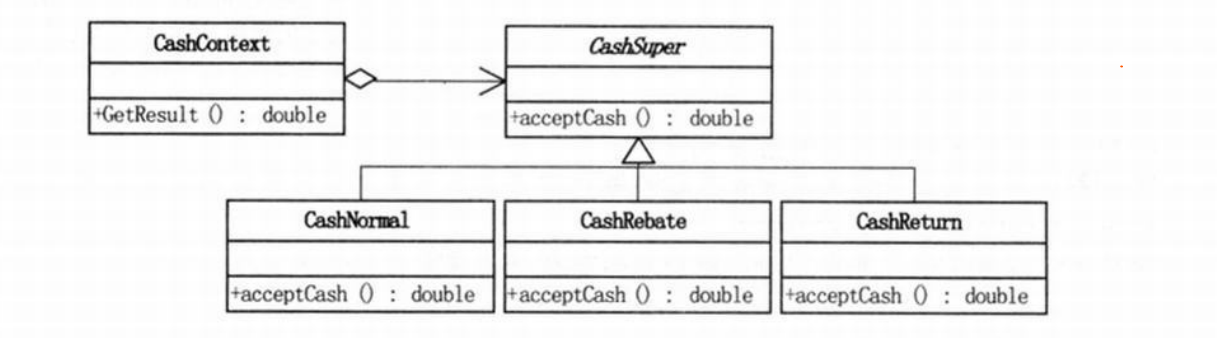 CashContext
+GetResult () : double
CashSuper
+acceptCash () : double
CashNormal
+acceptCash () : double
CashRebate
+acceptCash () : double
CashReturn
+acceptCash () : double